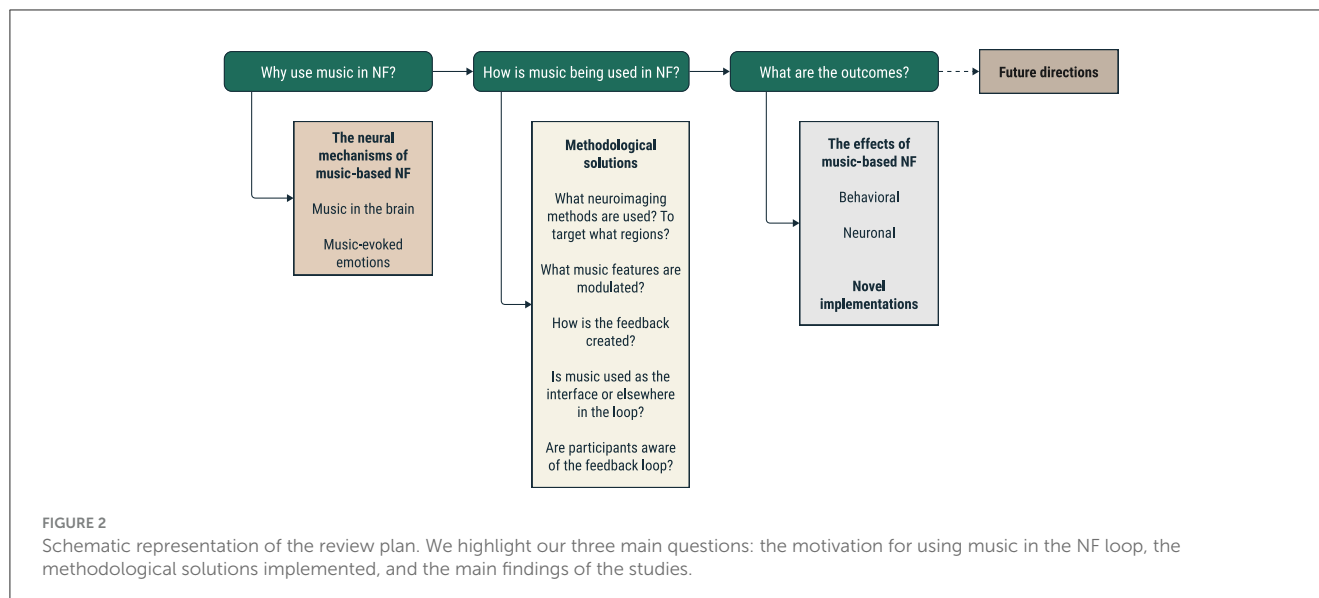 Why use music in NF?
How is music being used in NF?
What are the outcomes?
Future directions
The neural
mechanisms of
music-based NF
Music in the brain
Music-evoked
emotions
Methodological
solutions
What neuroimaging
methods are used? To
target what regions?
What music features are
modulated?
How is the feedback
created?
Is music used as the
interface or elsewhere
in the loop?
Are participants aware
of the feedback loop?
The effects of
music-based NF
Behavioral
Neuronal
Novel
implementations
FIGURE 2
Schematic representation of the review plan. We highlight our three main questions: the motivation for using music in the NF loop, the
methodological solutions implemented, and the main findings of the studies.